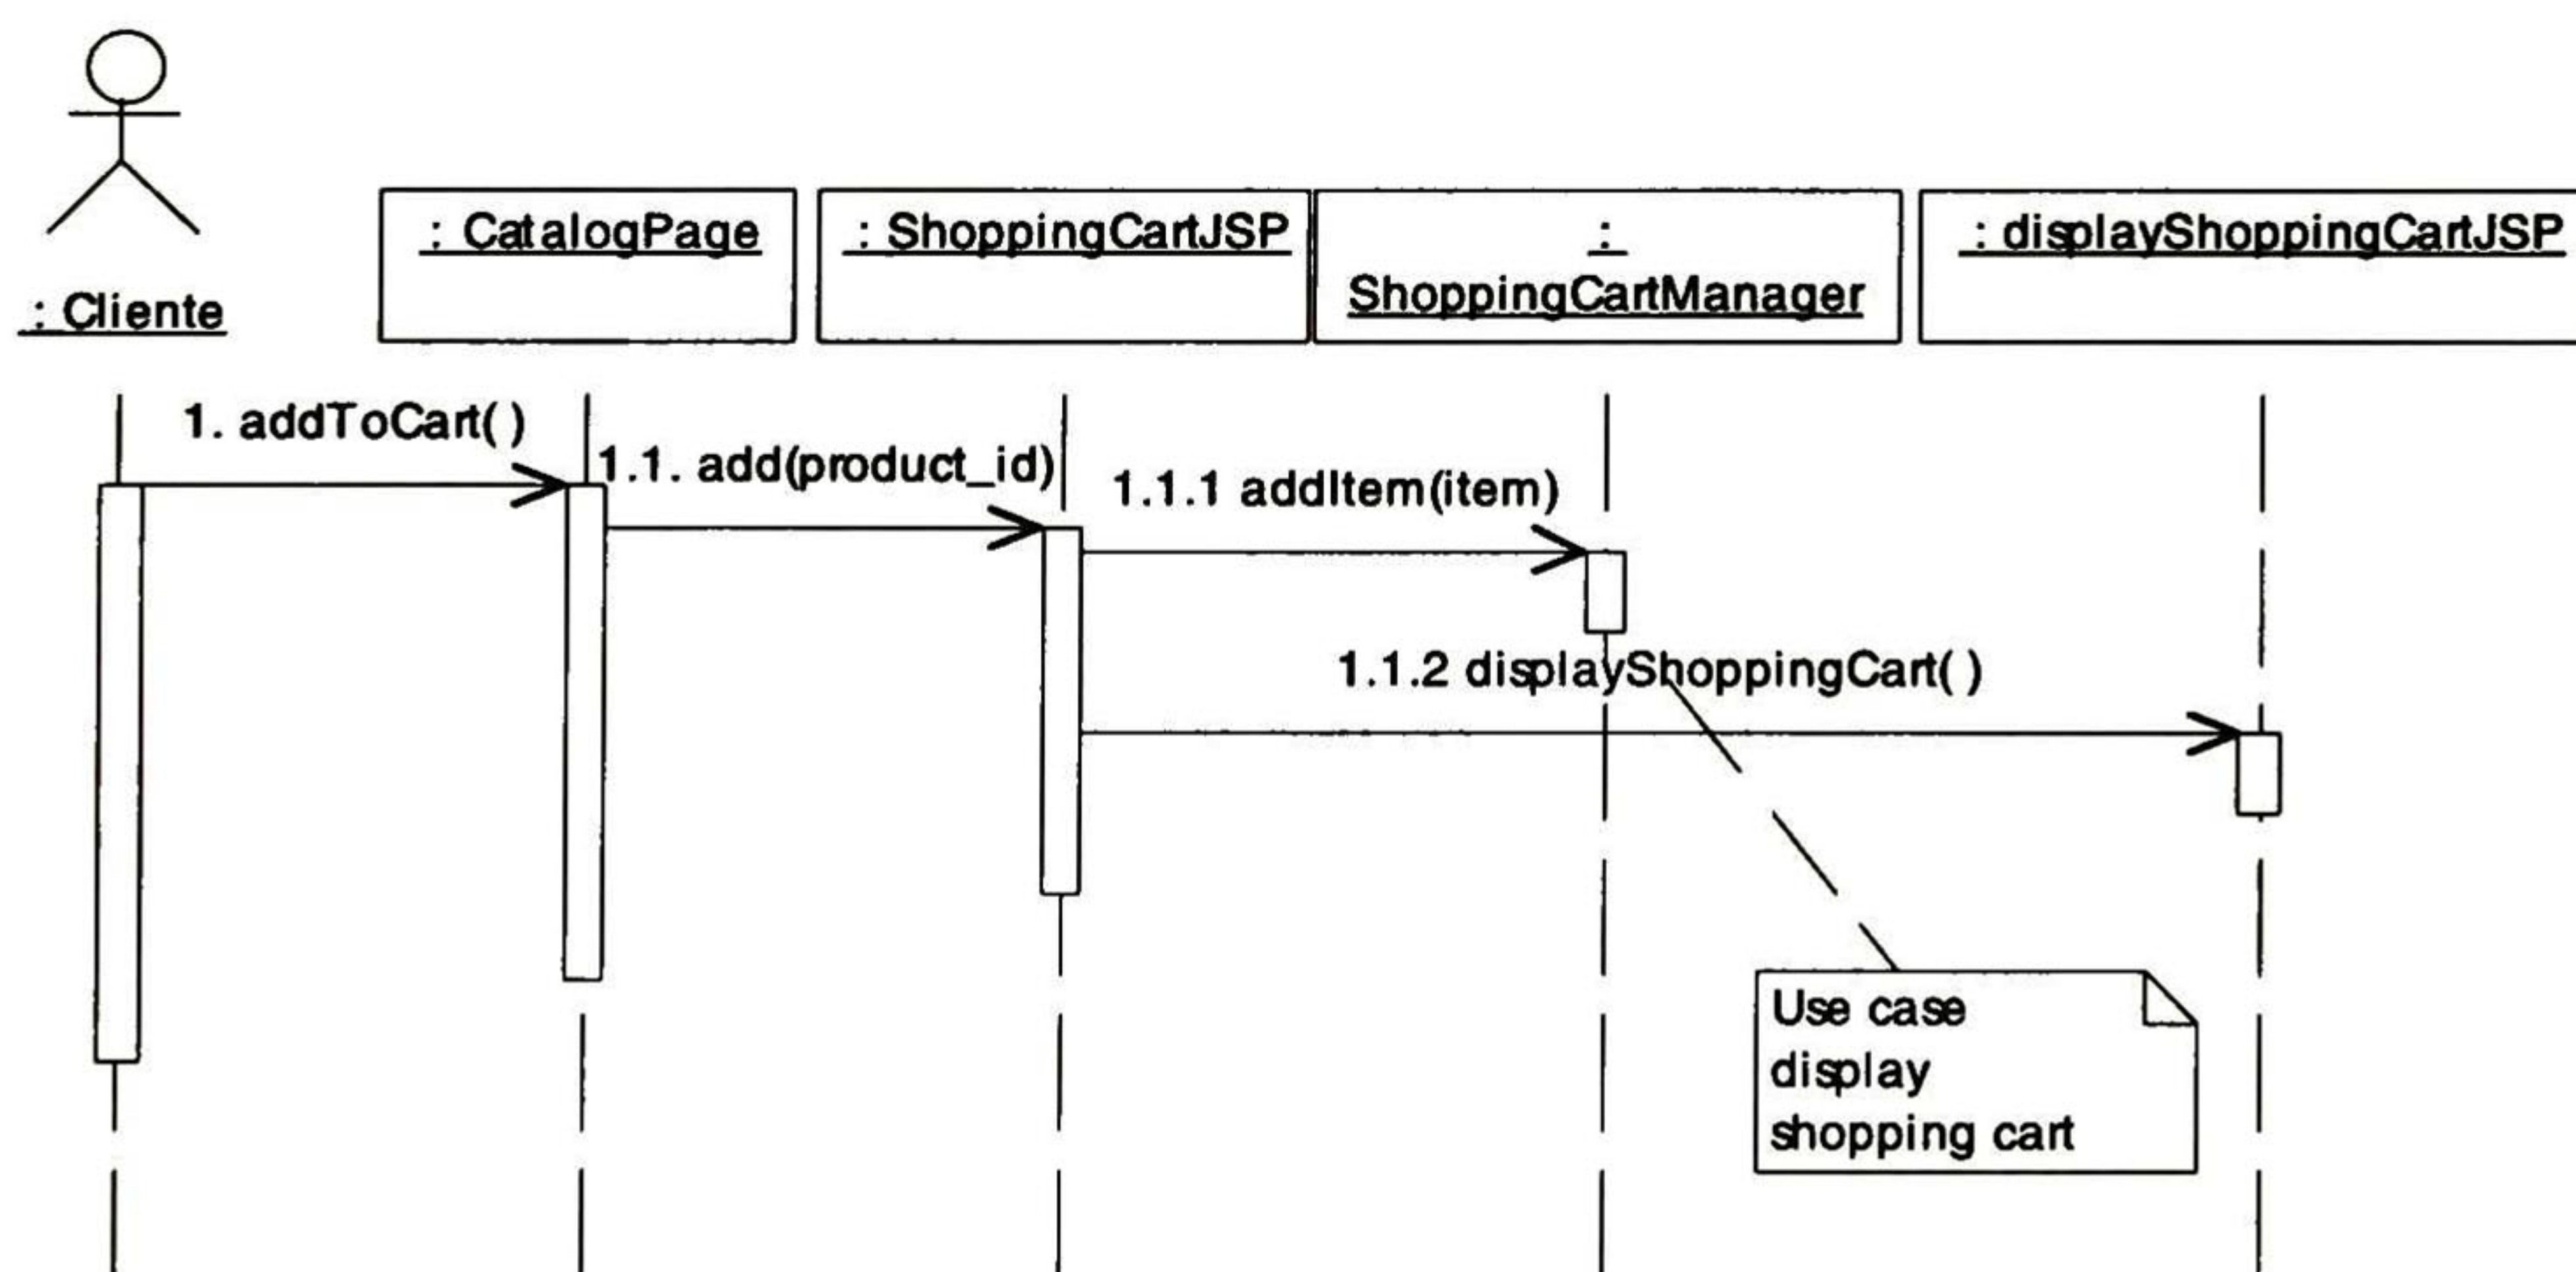 : Cliente
: CatalogPage
: ShoppingCartJSP
:
ShoppingCartManager
: displayShoppingCartJSP
1. addToCart( )
1.1. add(product_id)
1.1.1 addItem(item)
1.1.2 displayShoppingCart( )
Use case
display
shopping cart